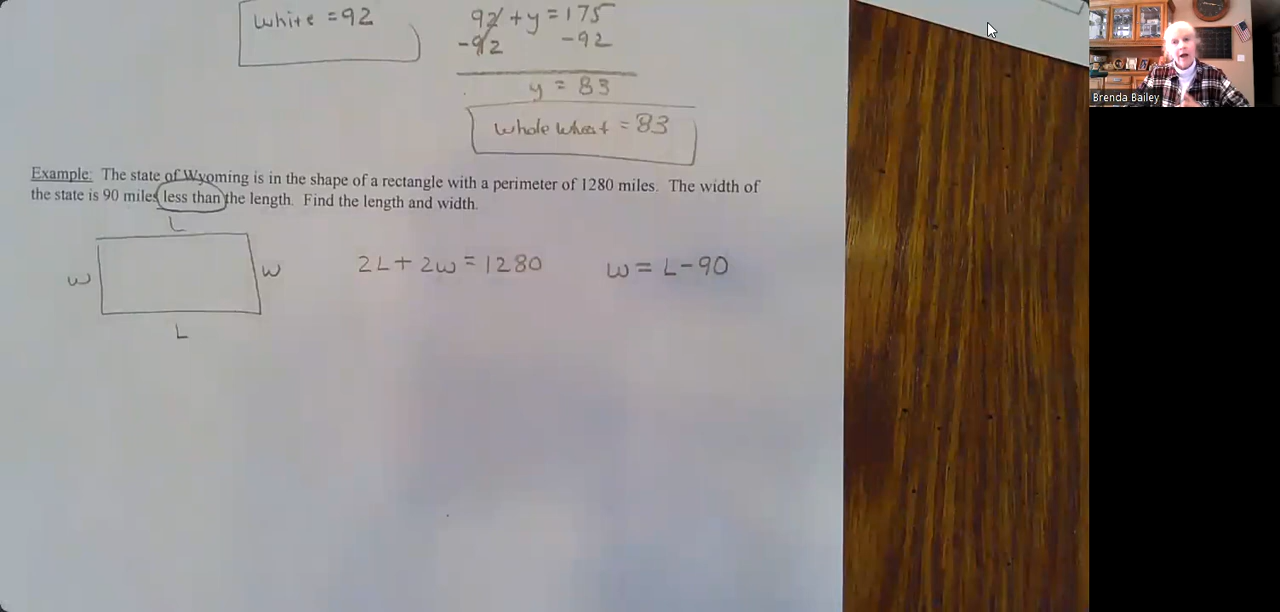 white = 92
92 + y = 175
-92 -92
y = 83
whole wheat = 83
Example: The state of Wyoming is in the shape of a rectangle with a perimeter of 1280 miles. The width of
the state is 90 miles less than the length. Find the length and width.
L
w w
2L + 2w = 1280
w = L - 90
L
Brenda Bailey